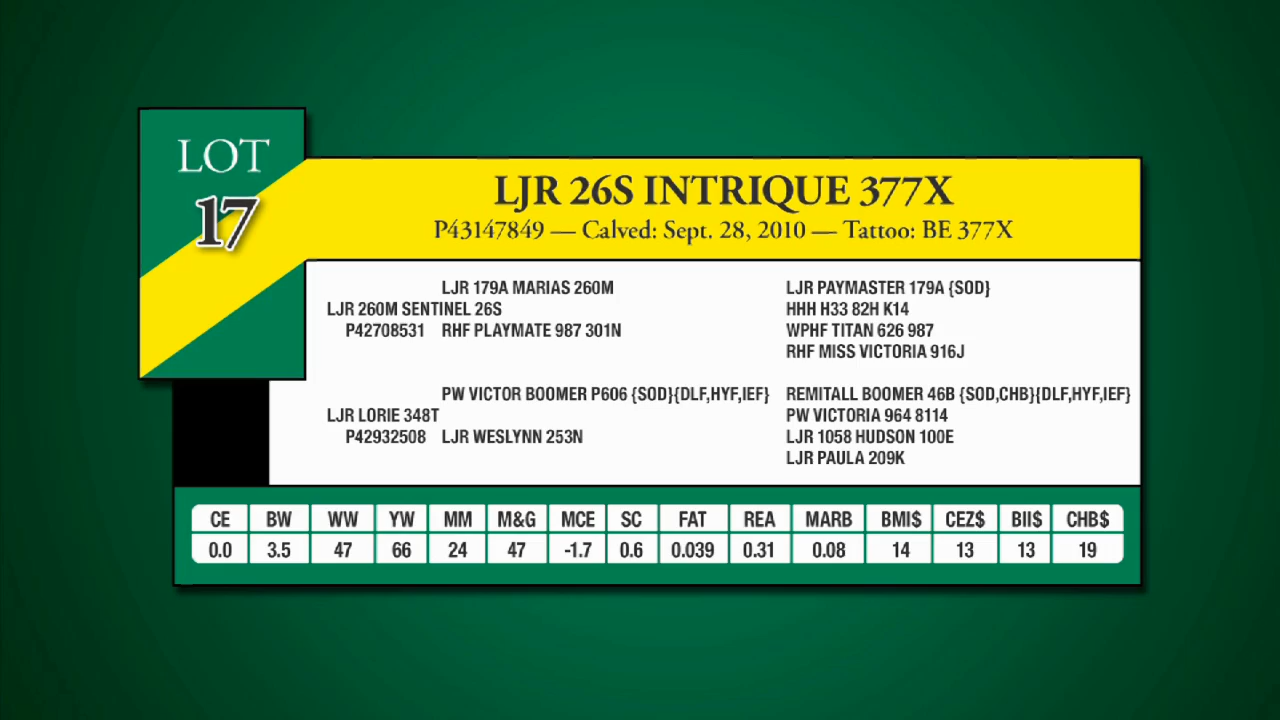 LOT
17
LJR 26S INTRIQUE 377X
P43147849 — Calved: Sept. 28, 2010 — Tattoo: BE 377X
LJR 179A MARIAS 260M LJR PAYMASTER 179A {SOD}
LJR 260M SENTINEL 26S HHH H33 82H K14
P42708531 RHF PLAYMATE 987 301N WPHF TITAN 626 987
RHF MISS VICTORIA 916J
PW VICTOR BOOMER P606 {SOD}{DLF,HYF,IEF} REMITALL BOOMER 46B {SOD,CHB}{DLF,HYF,IEF}
LJR LORIE 348T PW VICTORIA 964 8114
P42932508 LJR WESLYNN 253N LJR 1058 HUDSON 100E
LJR PAULA 209K
CE BW WW YW MM M&G MCE SC FAT REA MARB BMI$ CEZ$ BII$ CHB$
0.0 3.5 47 66 24 47 -1.7 0.6 0.039 0.31 0.08 14 13 13 19